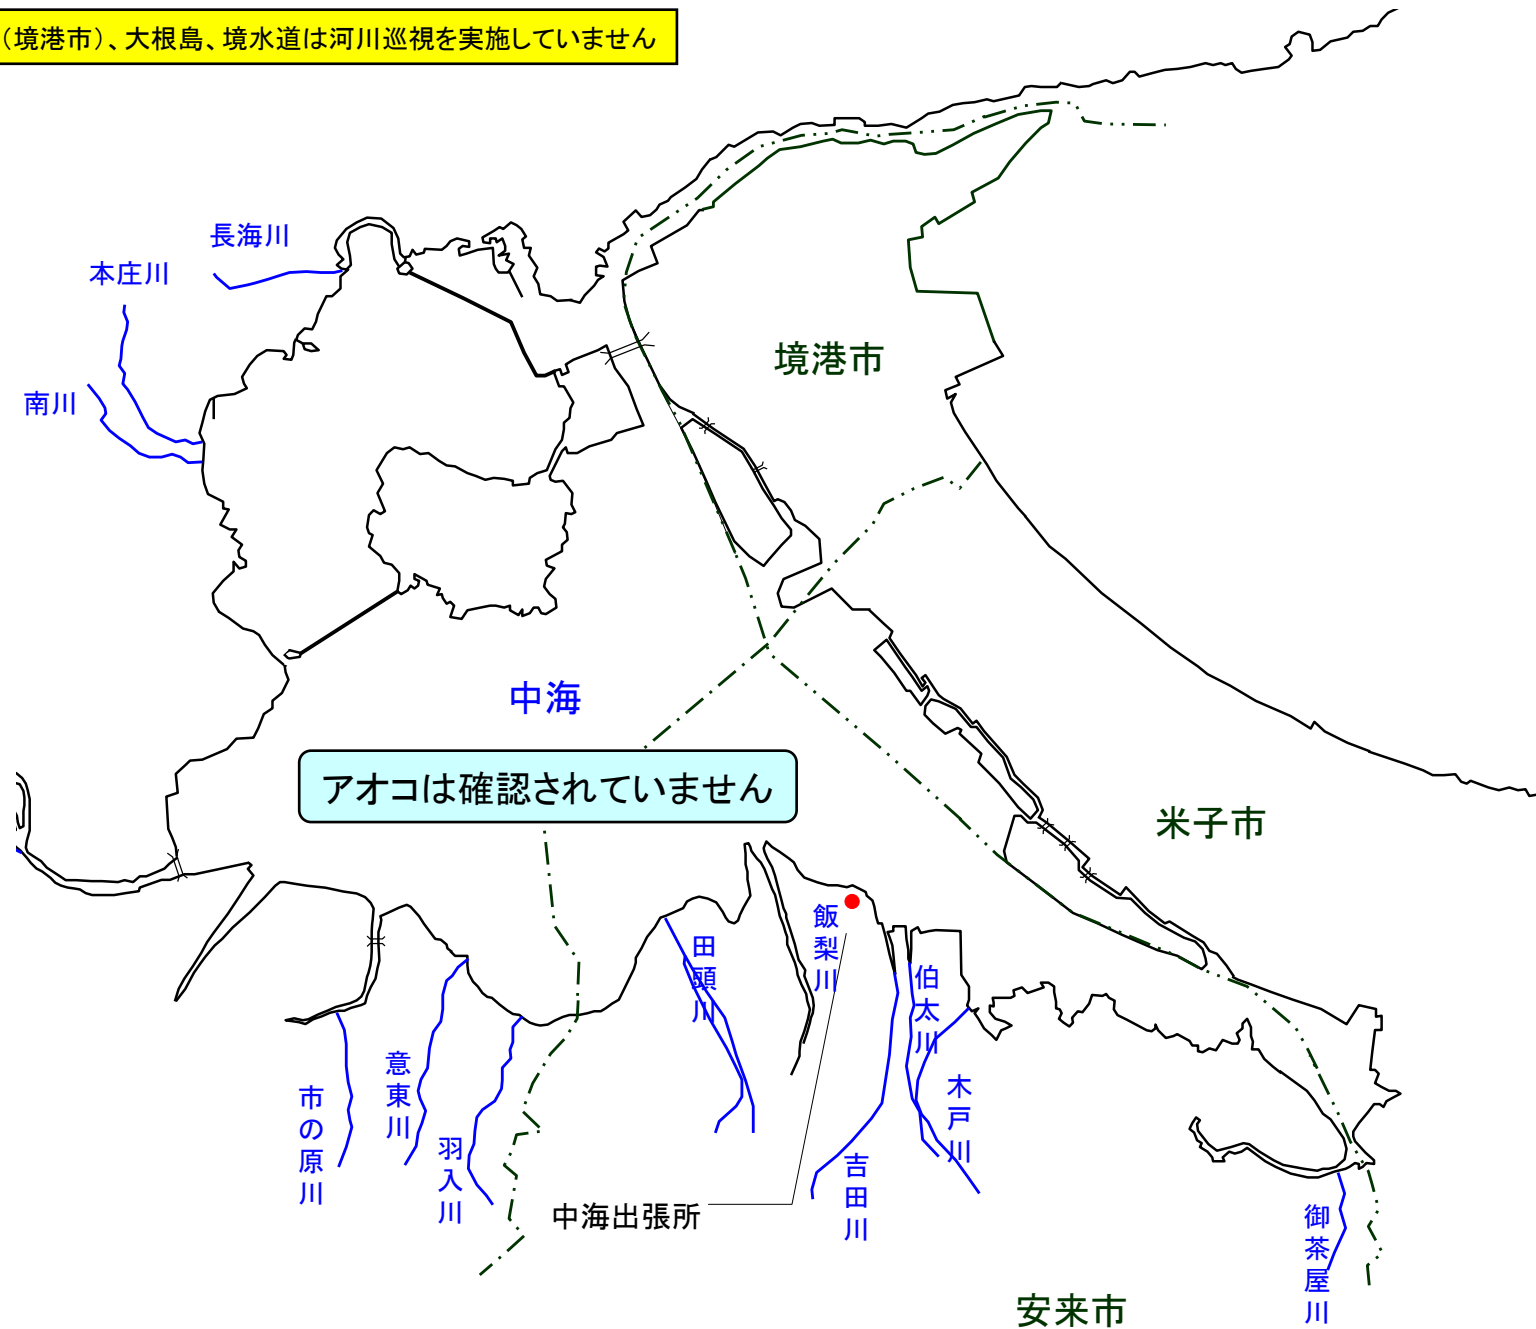 （境港市）、大根島、境水道は河川巡視を実施していません
長海川
本庄川
境港市
南川
中海
アオコは確認されていません
米子市
飯梨川
田頭川
伯太川
意東川
木戸川
市の原川
羽入川
吉田川
中海出張所
御茶屋川
安来市